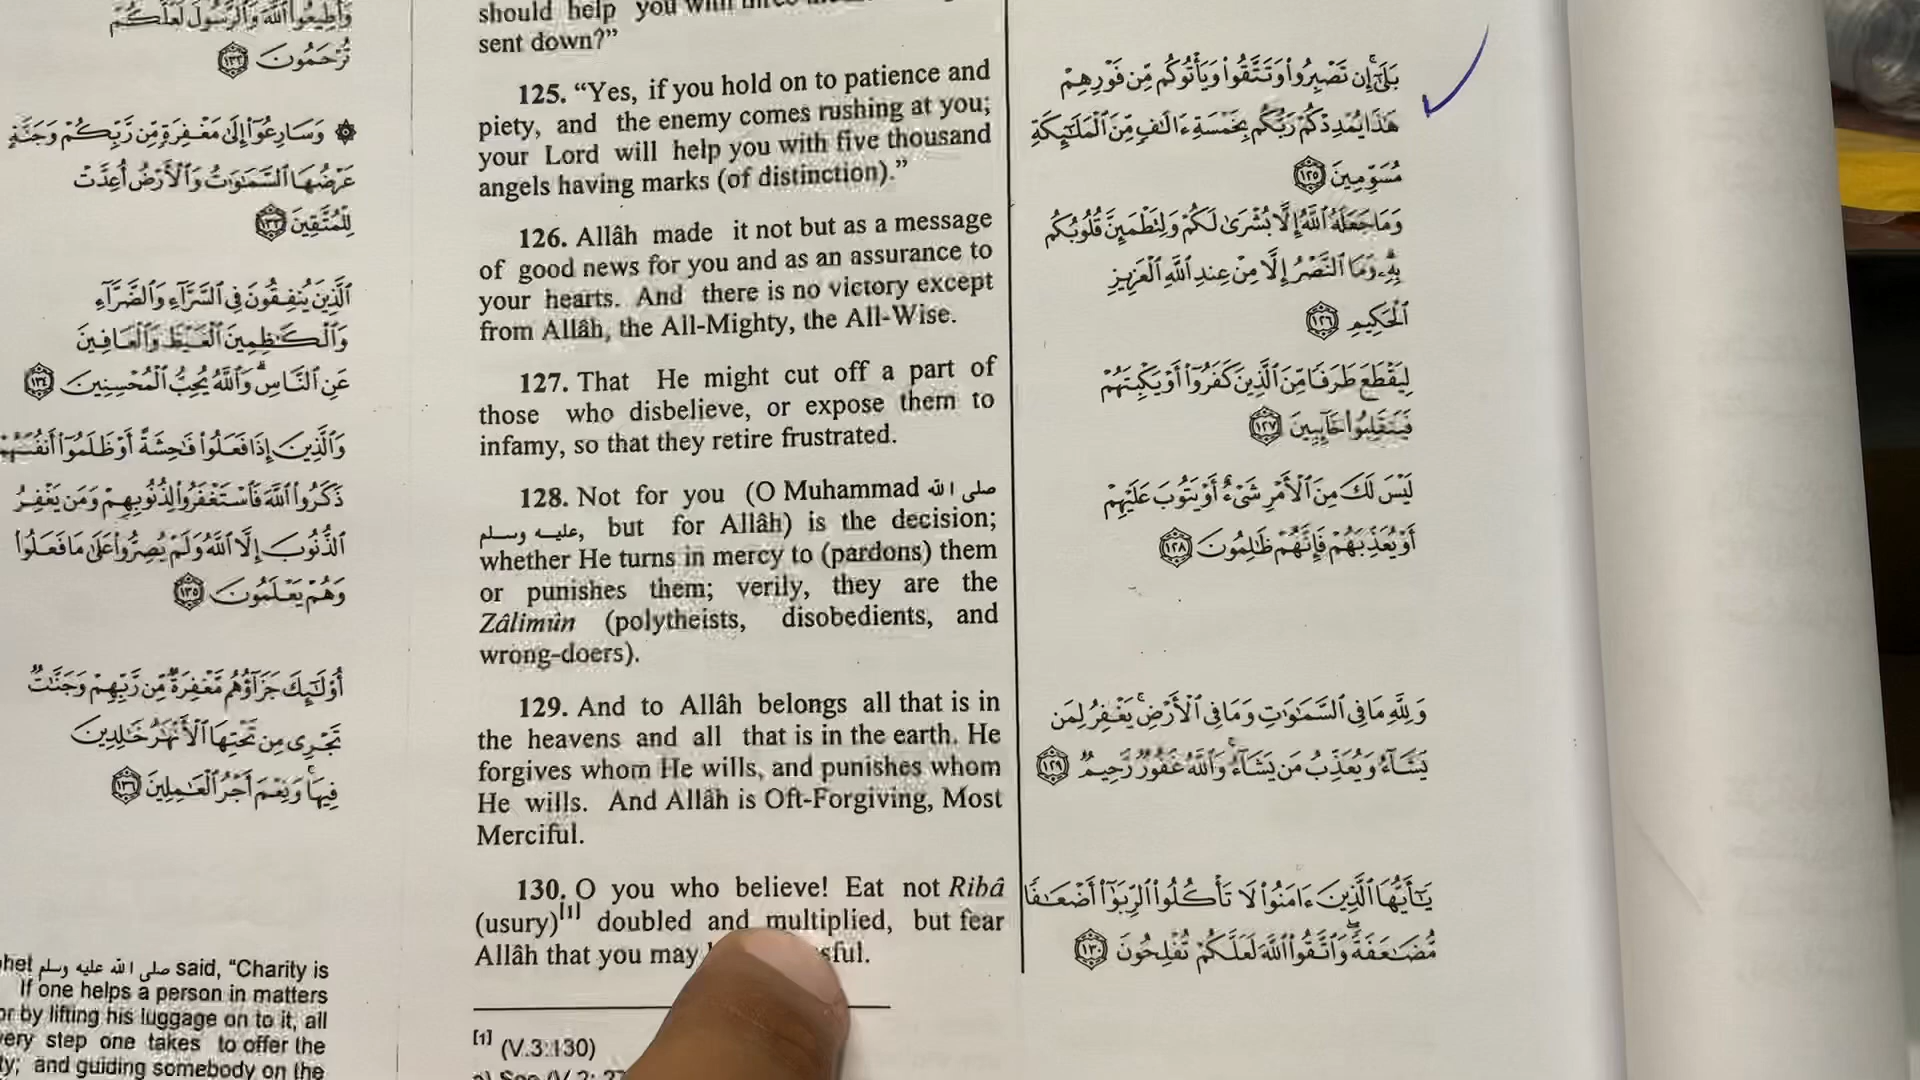 should help you with
sent down?”
125. “Yes, if you hold on to patience and
piety, and the enemy comes rushing at you;
your Lord will help you with five thousand
angels having marks (of distinction).”
126. Allâh made it not but as a message
of good news for you and as an assurance to
your hearts. And there is no victory except
from Allâh, the All-Mighty, the All-Wise.
127. That He might cut off a part of
those who disbelieve, or expose them to
infamy, so that they retire frustrated.
128. Not for you (O Muhammad صلى الله
عليه وسلم, but for Allâh) is the decision;
whether He turns in mercy to (pardons) them
or punishes them; verily, they are the
Zâlimûn (polytheists, disobedients, and
wrong-doers).
129. And to Allâh belongs all that is in
the heavens and all that is in the earth. He
forgives whom He wills, and punishes whom
He wills. And Allâh is Oft-Forgiving, Most
Merciful.
130. O you who believe! Eat not Ribâ
(usury)[1] doubled and multiplied, but fear
Allâh that you may
[1] (V.3:130)
بَلَىٰٓ إِن تَصْبِرُوا۟ وَتَتَّقُوا۟ وَيَأْتُوكُم مِّن فَوْرِهِمْ
هَٰذَا يُمْدِدْكُمْ رَبُّكُم بِخَمْسَةِ ءَالَٰفٍ مِّنَ ٱلْمَلَٰٓئِكَةِ
مُسَوِّمِينَ ١٢٥
وَمَا جَعَلَهُ ٱللَّهُ إِلَّا بُشْرَىٰ لَكُمْ وَلِتَطْمَئِنَّ قُلُوبُكُم
بِهِۦ وَمَا ٱلنَّصْرُ إِلَّا مِنْ عِندِ ٱللَّهِ ٱلْعَزِيزِ
ٱلْحَكِيمِ ١٢٦
لِيَقْطَعَ طَرَفًا مِّنَ ٱلَّذِينَ كَفَرُوٓا۟ أَوْ يَكْبِتَهُمْ
فَيَنقَلِبُوا۟ خَآئِبِينَ ١٢٧
لَيْسَ لَكَ مِنَ ٱلْأَمْرِ شَىْءٌ أَوْ يَتُوبَ عَلَيْهِمْ
أَوْ يُعَذِّبَهُمْ فَإِنَّهُمْ ظَٰلِمُونَ ١٢٨
وَلِلَّهِ مَا فِى ٱلسَّمَٰوَٰتِ وَمَا فِى ٱلْأَرْضِ ۚ يَغْفِرُ لِمَن
يَشَآءُ وَيُعَذِّبُ مَن يَشَآءُ ۚ وَٱللَّهُ غَفُورٌ رَّحِيمٌ ١٢٩
يَٰٓأَيُّهَا ٱلَّذِينَ ءَامَنُوا۟ لَا تَأْكُلُوا۟ ٱلرِّبَوٰٓا۟ أَضْعَٰفًا
مُّضَٰعَفَةً ۖ وَٱتَّقُوا۟ ٱللَّهَ لَعَلَّكُمْ تُفْلِحُونَ ١٣٠
وَأَطِيعُوا۟ ٱللَّهَ وَٱلرَّسُولَ لَعَلَّكُمْ
تُرْحَمُونَ ١٣٢
۞ وَسَارِعُوٓا۟ إِلَىٰ مَغْفِرَةٍ مِّن رَّبِّكُمْ وَجَنَّةٍ
عَرْضُهَا ٱلسَّمَٰوَٰتُ وَٱلْأَرْضُ أُعِدَّتْ
لِلْمُتَّقِينَ ١٣٣
ٱلَّذِينَ يُنفِقُونَ فِى ٱلسَّرَّآءِ وَٱلضَّرَّآءِ
وَٱلْكَٰظِمِينَ ٱلْغَيْظَ وَٱلْعَافِينَ
عَنِ ٱلنَّاسِ ۗ وَٱللَّهُ يُحِبُّ ٱلْمُحْسِنِينَ ١٣٤
وَٱلَّذِينَ إِذَا فَعَلُوا۟ فَٰحِشَةً أَوْ ظَلَمُوٓا۟ أَنفُسَهُمْ
ذَكَرُوا۟ ٱللَّهَ فَٱسْتَغْفَرُوا۟ لِذُنُوبِهِمْ وَمَن يَغْفِرُ
ٱلذُّنُوبَ إِلَّا ٱللَّهُ وَلَمْ يُصِرُّوا۟ عَلَىٰ مَا فَعَلُوا۟
وَهُمْ يَعْلَمُونَ ١٣٥
أُو۟لَٰٓئِكَ جَزَآؤُهُم مَّغْفِرَةٌ مِّن رَّبِّهِمْ وَجَنَّٰتٌ
تَجْرِى مِن تَحْتِهَا ٱلْأَنْهَٰرُ خَٰلِدِينَ
فِيهَا ۚ وَنِعْمَ أَجْرُ ٱلْعَٰمِلِينَ ١٣٦
صلى الله عليه وسلم said, “Charity is
If one helps a person in matters
or by lifting his luggage on to it, all
step one takes to offer the
and guiding somebody on the